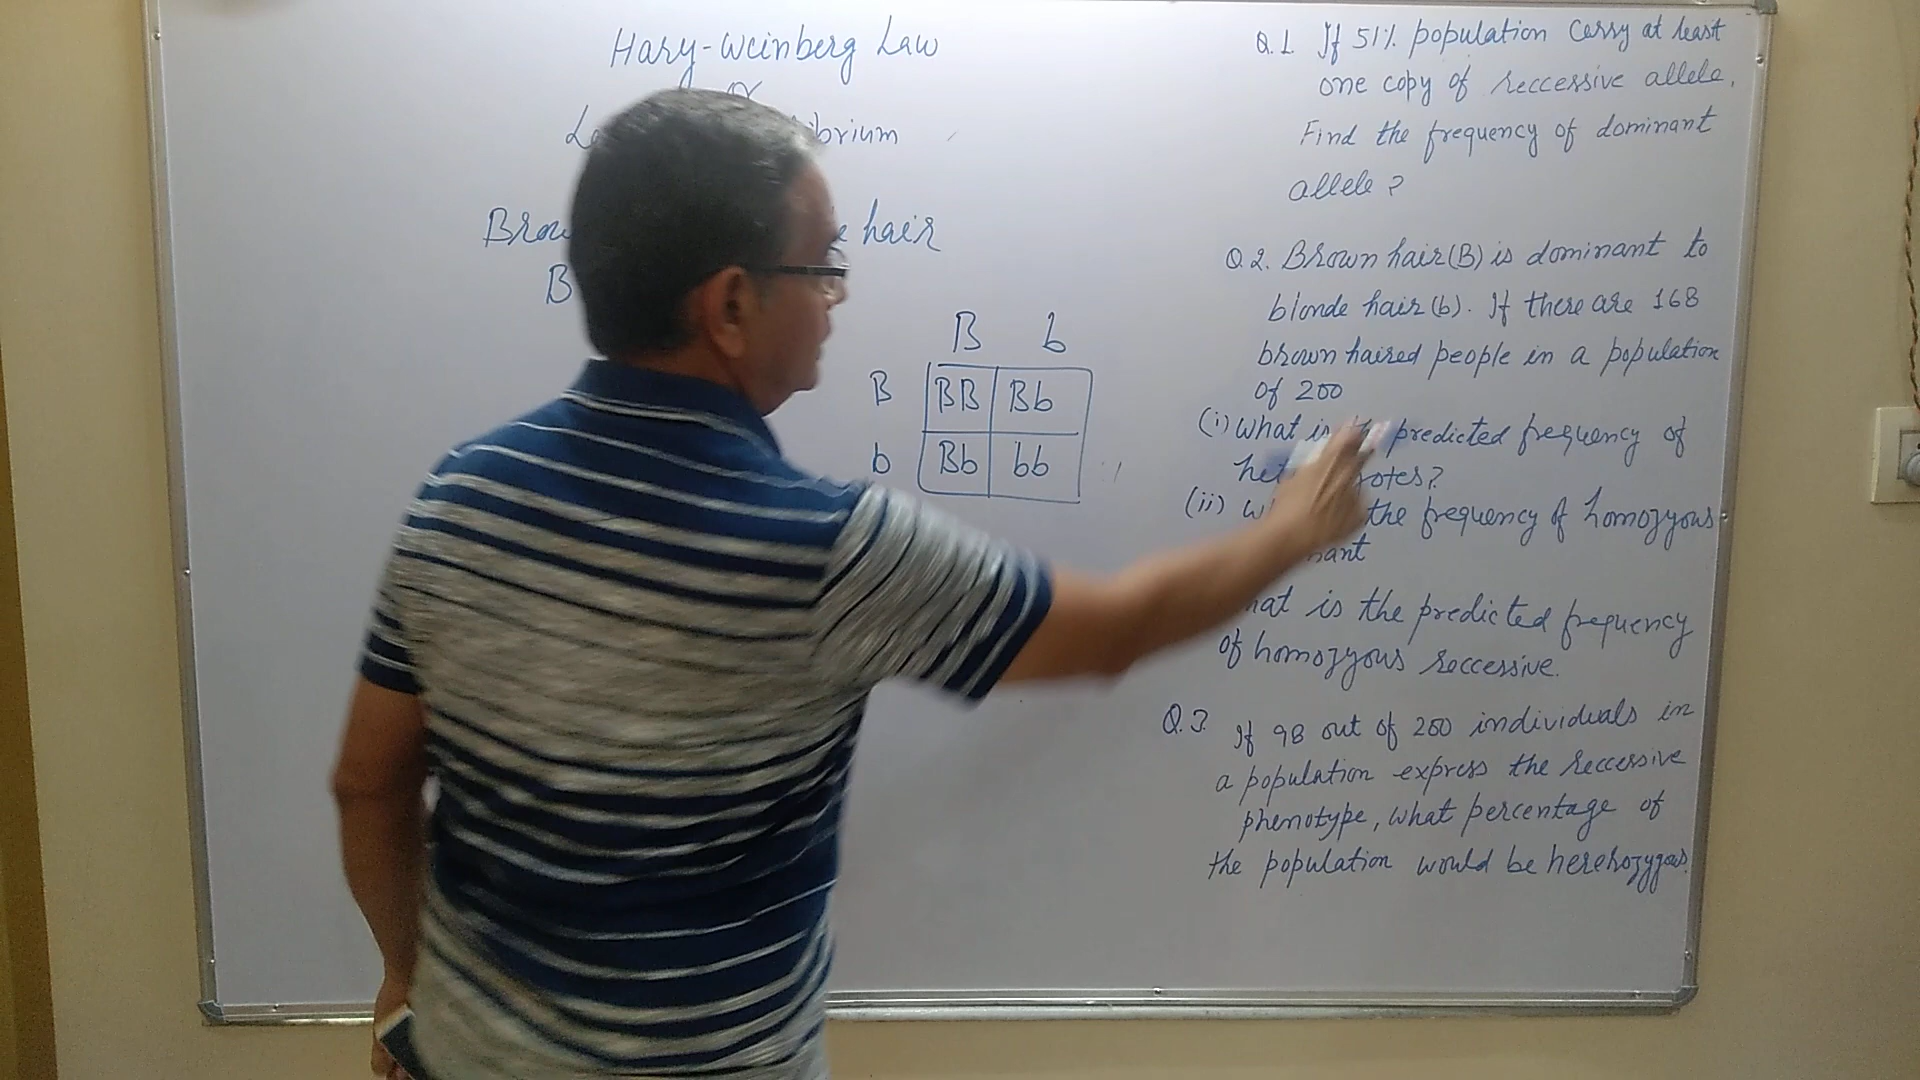 Hary-Weinberg Law
brium
hair
B
B b
B BB Bb
b Bb bb
Q.1. If 51% population carry at least
one copy of reccessive allele.
Find the frequency of dominant
allele?
Q.2. Brown hair (B) is dominant to
blonde hair (b). If there are 168
brown haired people in a population
of 200
(i) What is predicted frequency of
(ii) the frequency of homozyous
is the predicted frequency
of homozyous reccessive.
Q.3. If 98 out of 200 individuals in
a population express the reccessive
phenotype, what percentage of
the population would be herehozygous.